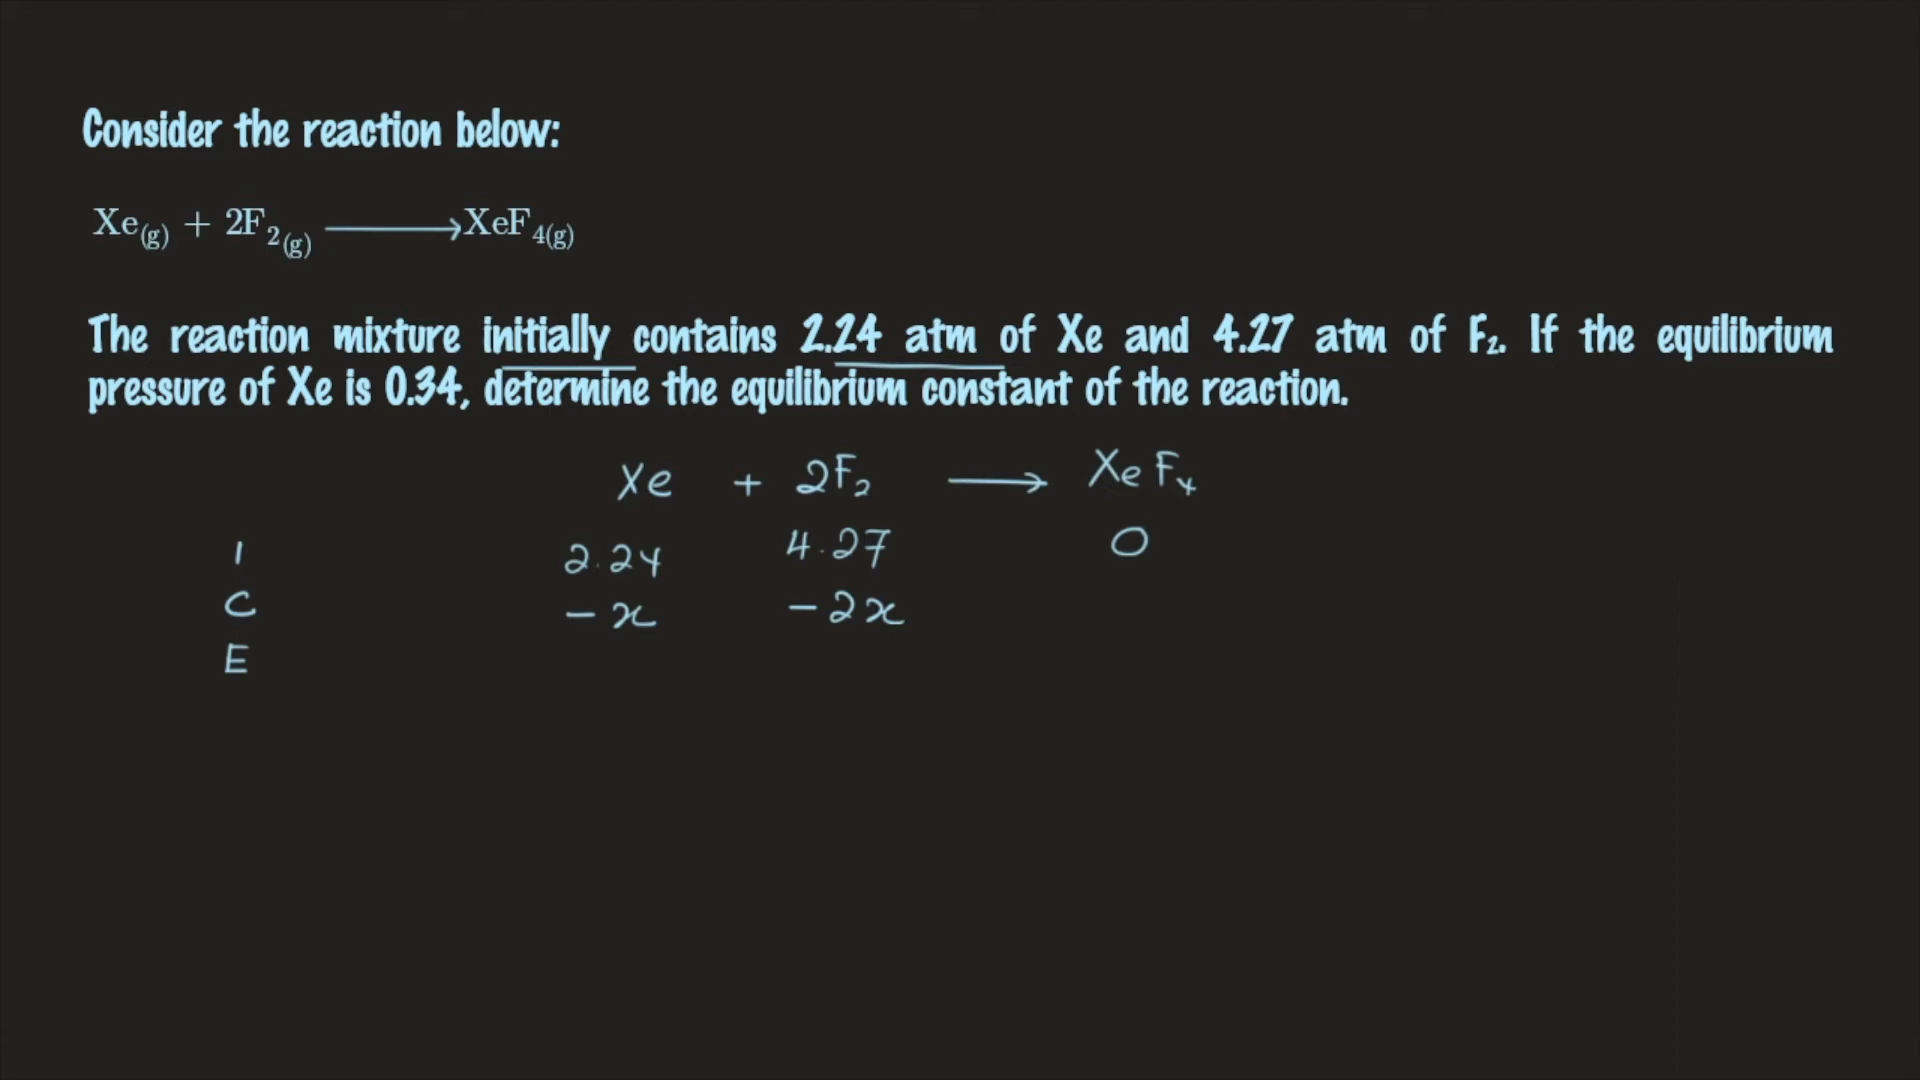 Consider the reaction below:
Xe(g) + 2F2(g) ⟶ XeF4(g)
The reaction mixture initially contains 2.24 atm of Xe and 4.27 atm of F2. If the equilibrium
pressure of Xe is 0.34, determine the equilibrium constant of the reaction.
Xe + 2F2 ⟶ XeF4
I 2.24 4.27 0
C -x -2x
E